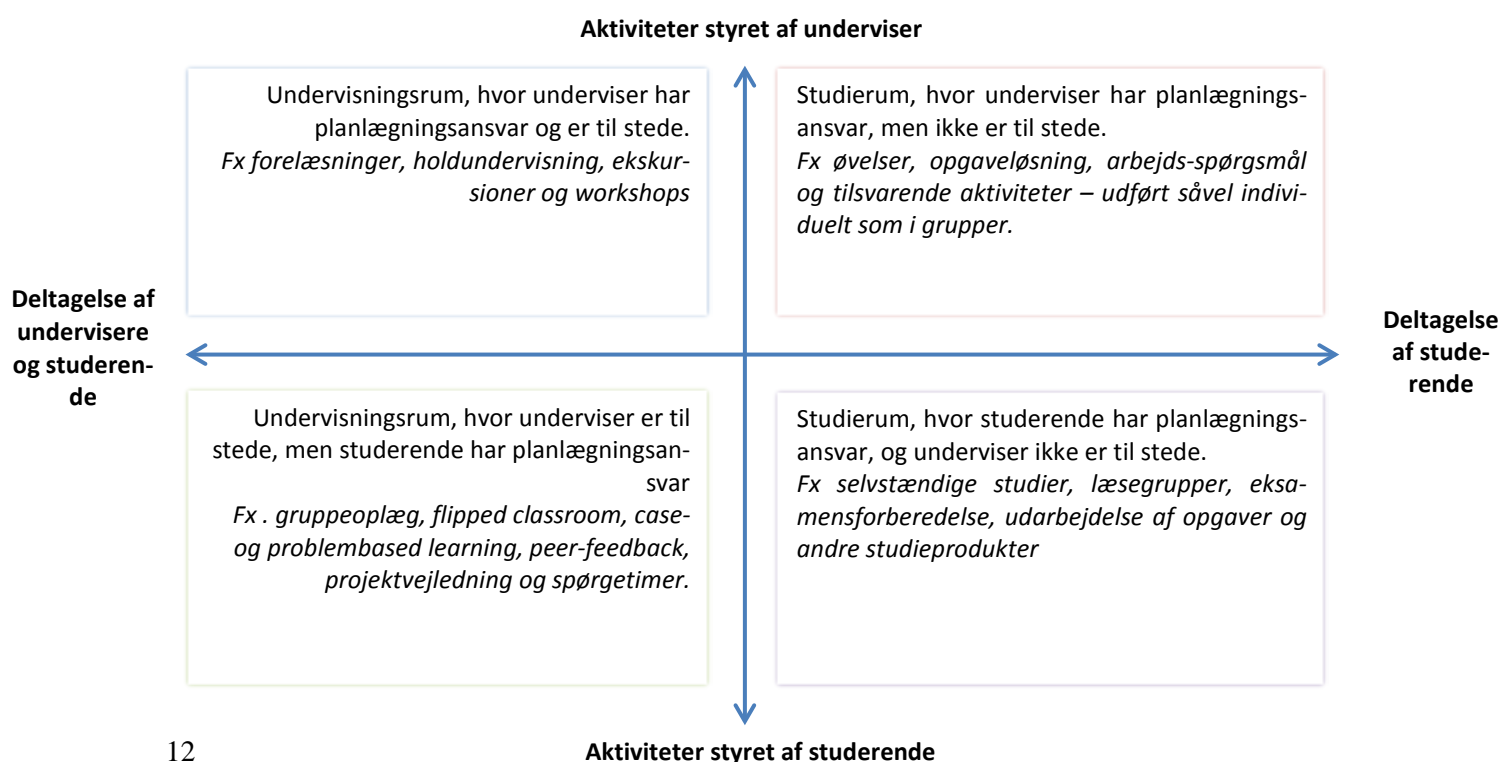 Aktiviteter styret af underviser
Undervisningsrum, hvor underviser har
planlægningsansvar og er til stede.
Fx forelæsninger, holdundervisning, ekskur-
sioner og workshops
Studierum, hvor underviser har planlægnings-
ansvar, men ikke er til stede.
Fx øvelser, opgaveløsning, arbejds-spørgsmål
og tilsvarende aktiviteter – udført såvel indivi-
duelt som i grupper.
Deltagelse af
undervisere
og studeren-
de
Deltagelse
af stude-
rende
Undervisningsrum, hvor underviser er til
stede, men studerende har planlægningsan-
svar
Fx . gruppeoplæg, flipped classroom, case-
og problembased learning, peer-feedback,
projektvejledning og spørgetimer.
Studierum, hvor studerende har planlægnings-
ansvar, og underviser ikke er til stede.
Fx selvstændige studier, læsegrupper, eksa-
mensforberedelse, udarbejdelse af opgaver og
andre studieprodukter
12
Aktiviteter styret af studerende